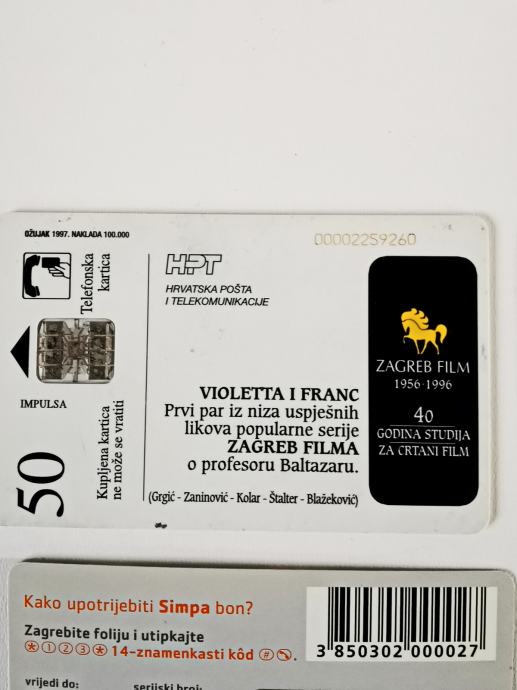 OŽUJAK 1997. NAKLADA 100.000
00002259260
Telefonska
kartica
HPT
HRVATSKA POŠTA
I TELEKOMUNIKACIJE
IMPULSA
50
Kupljena kartica
ne može se vratiti
VIOLETTA I FRANC
Prvi par iz niza uspješnih
likova popularne serije
ZAGREB FILMA
o profesoru Baltazaru.
(Grgić - Zaninović - Kolar - Štalter - Blažeković)
ZAGREB FILM
1956-1996
40
GODINA STUDIJA
ZA CRTANI FILM
Kako upotrijebiti Simpa bon?
Zagrebite foliju i utipkajte
*123* 14-znamenkasti kôd #.
vrijedi do:
serijski broj:
3 850302 000027